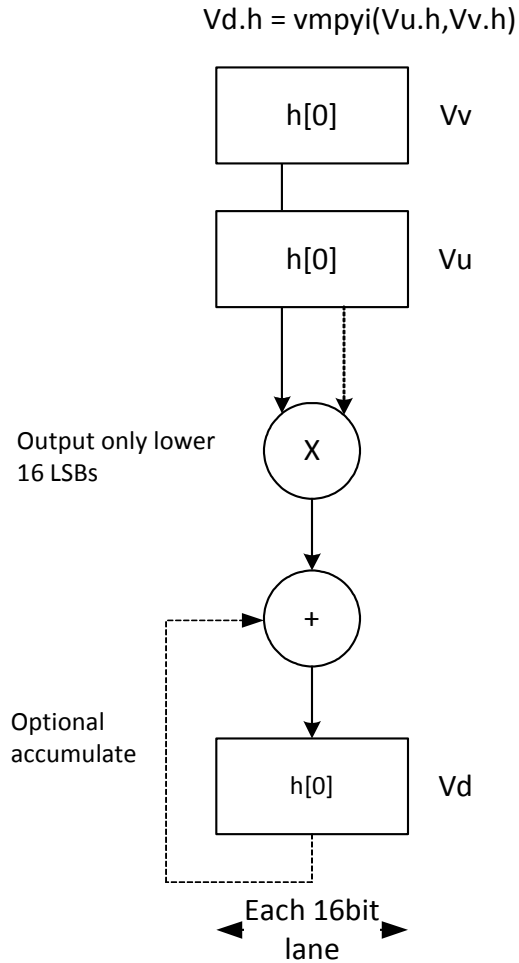 Vd.h = vmpyi(Vu.h,Vv.h)
h[0] Vv
h[0] Vu
Output only lower
16 LSBs
X
+
Optional
accumulate
h[0] Vd
Each 16bit
lane